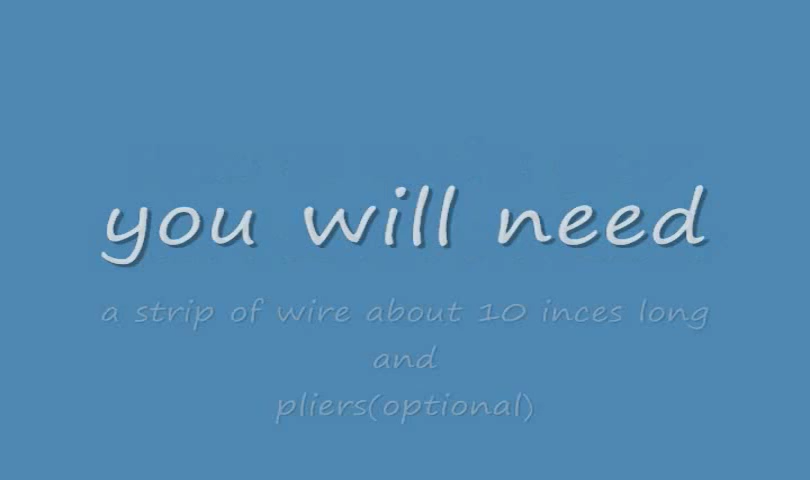 you will need
a strip of wire about 10 inces long
and
pliers(optional)